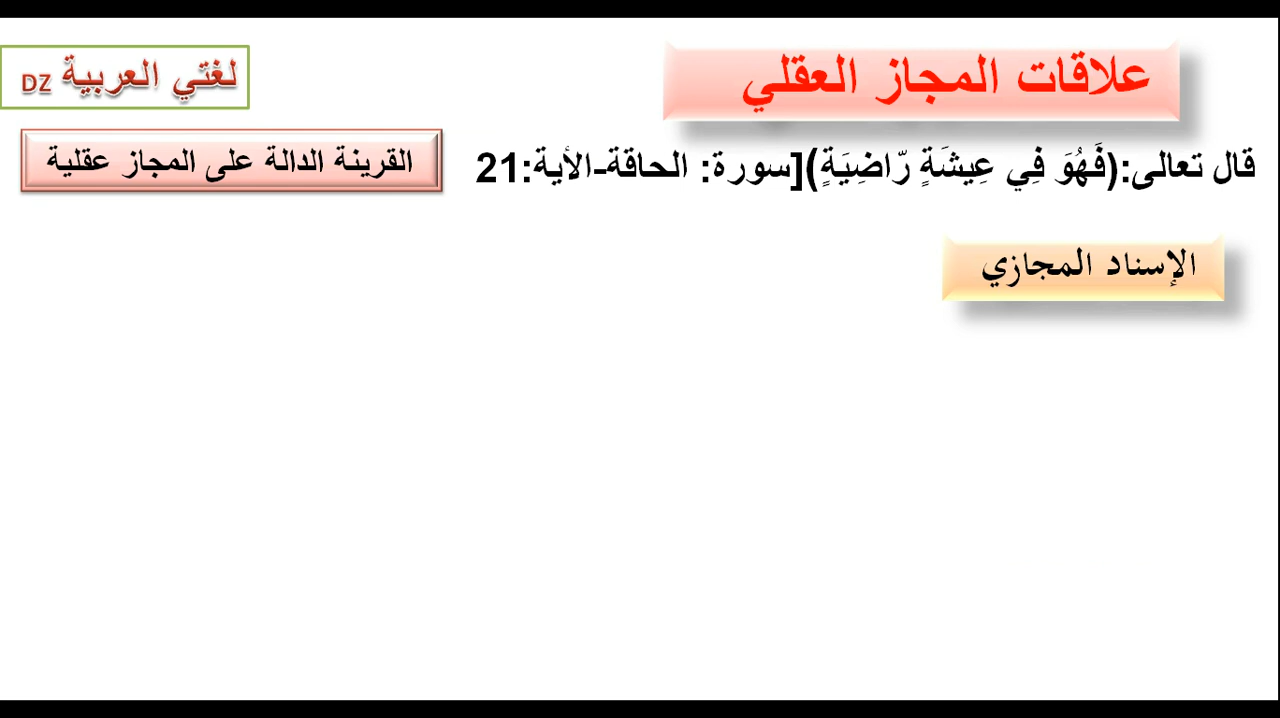 علاقات المجاز العقلي
لغتي العربية DZ
قال تعالى:(فَهُوَ فِي عِيشَةٍ رّاضِيَةٍ)[سورة: الحاقة-الأية:21
القرينة الدالة على المجاز عقلية
الإسناد المجازي